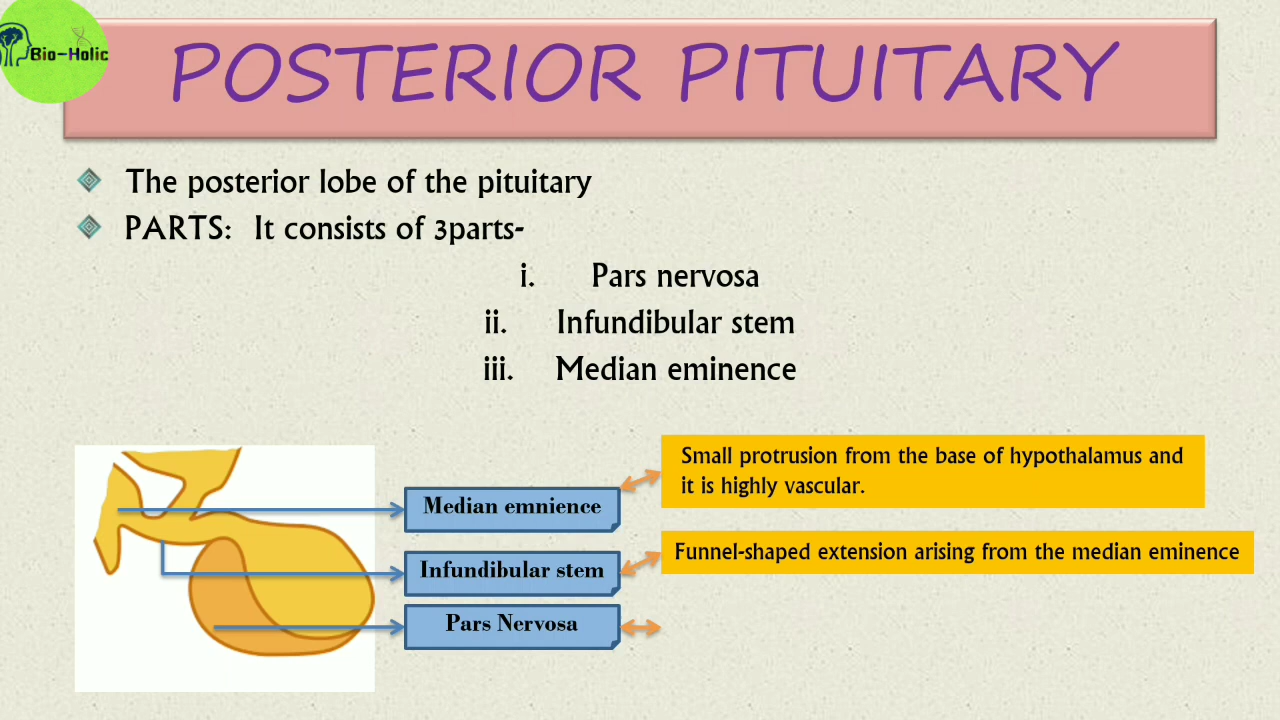 Bio-Holic
POSTERIOR PITUITARY
The posterior lobe of the pituitary
PARTS: It consists of 3parts-
i. Pars nervosa
ii. Infundibular stem
iii. Median eminence
Small protrusion from the base of hypothalamus and
it is highly vascular.
Median emnience
Funnel-shaped extension arising from the median eminence
Infundibular stem
Pars Nervosa